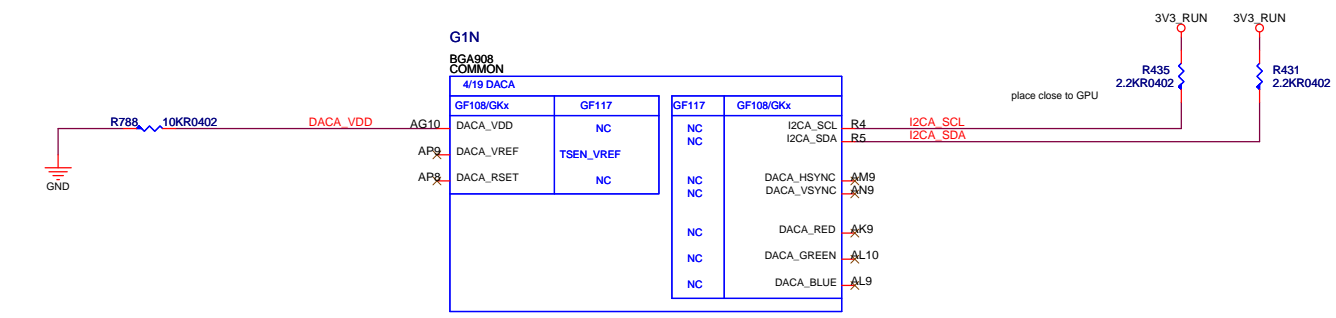 3V3_RUN 3V3_RUN
G1N
BGA908
COMMON
4/19 DACA
R435
2.2KR0402
R431
2.2KR0402
place close to GPU
GF108/GKx GF117 GF117 GF108/GKx
R788 10KR0402 DACA_VDD AG10 DACA_VDD NC NC I2CA_SCL R4 I2CA_SCL
NC I2CA_SDA R5 I2CA_SDA
AP9 DACA_VREF TSEN_VREF
AP8 DACA_RSET NC NC DACA_HSYNC AM9
NC DACA_VSYNC AN9
GND
NC DACA_RED AK9
NC DACA_GREEN AL10
NC DACA_BLUE AL9